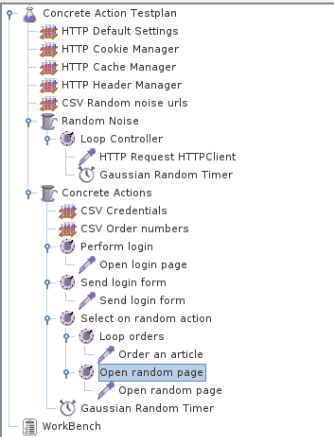 Concrete Action Testplan
HTTP Default Settings
HTTP Cookie Manager
HTTP Cache Manager
HTTP Header Manager
CSV Random noise urls
Random Noise
Loop Controller
HTTP Request HTTPClient
Gaussian Random Timer
Concrete Actions
CSV Credentials
CSV Order numbers
Perform login
Open login page
Send login form
Send login form
Select on random action
Loop orders
Order an article
Open random page
Open random page
Gaussian Random Timer
WorkBench